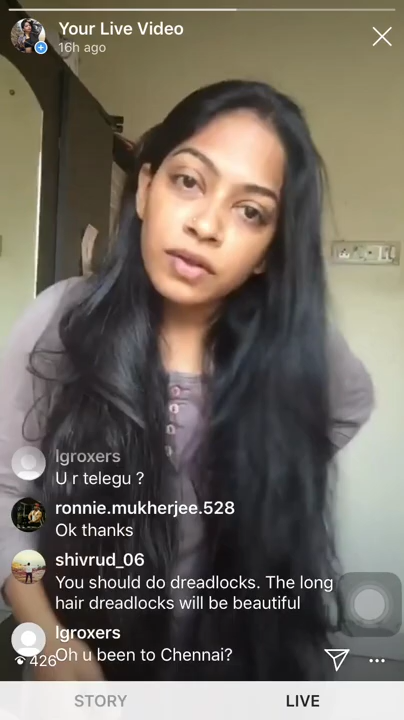 Your Live Video
16h ago
lgroxers
U r telegu ?
ronnie.mukherjee.528
Ok thanks
shivrud_06
You should do dreadlocks. The long
hair dreadlocks will be beautiful
lgroxers
Oh u been to Chennai?
426
STORY LIVE